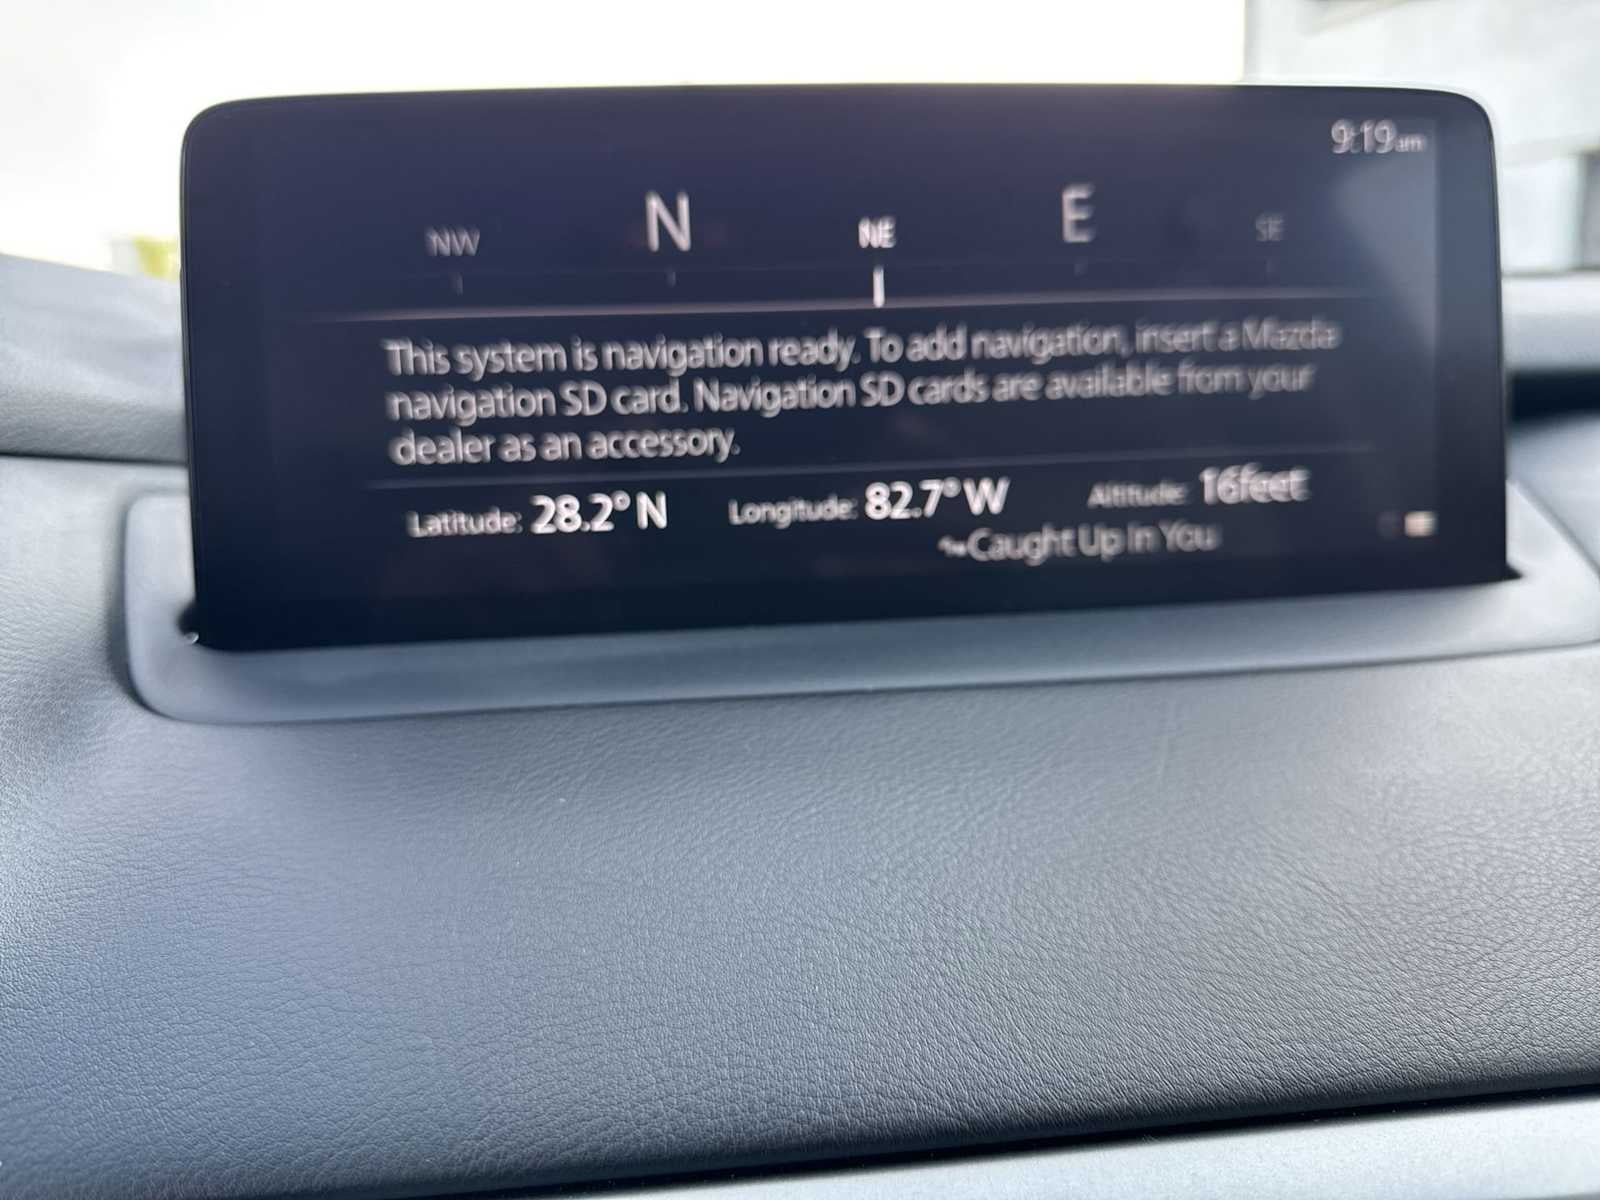 9:19am
NW N NE E SE
This system is navigation ready. To add navigation, insert a Mazda
navigation SD card. Navigation SD cards are available from your
dealer as an accessory.
Latitude: 28.2° N Longitude: 82.7° W Altitude: 16feet
Caught Up In You